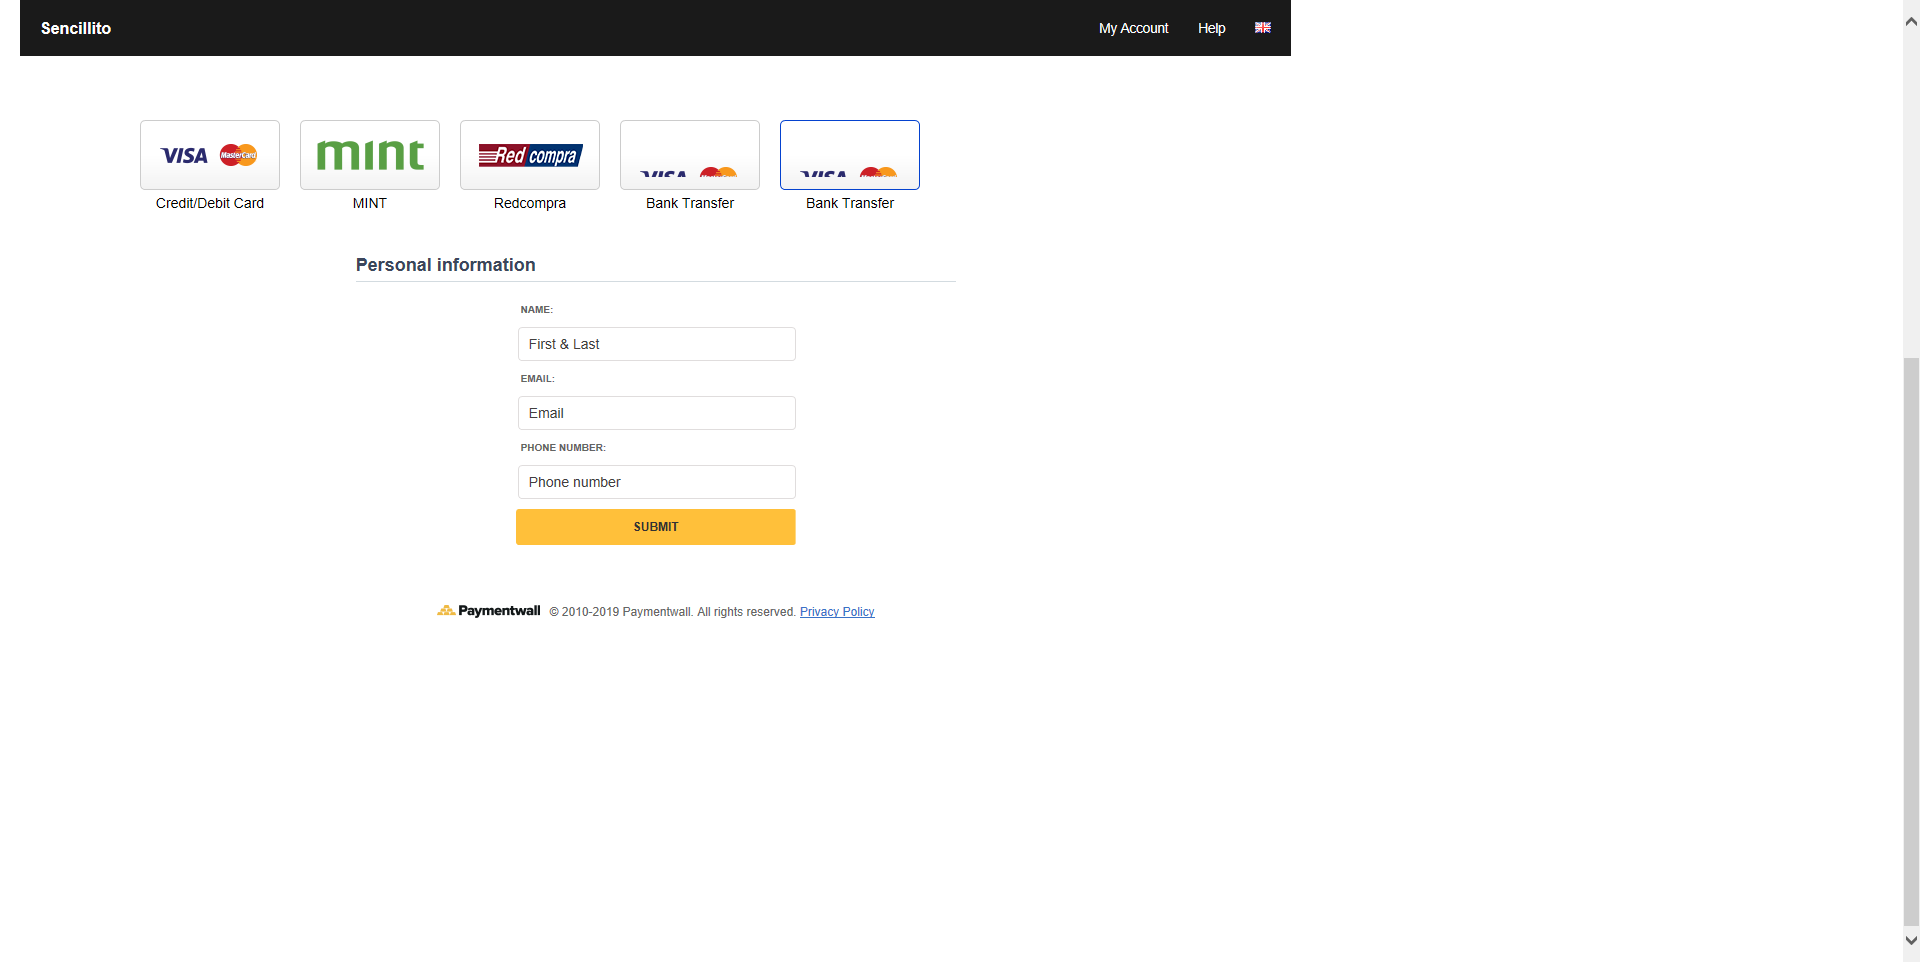 Sencillito My Account Help
VISA MasterCard
mint
Red compra
VISA
VISA
Credit/Debit Card MINT Redcompra Bank Transfer Bank Transfer
Personal information
NAME:
First & Last
EMAIL:
Email
PHONE NUMBER:
Phone number
SUBMIT
Paymentwall © 2010-2019 Paymentwall. All rights reserved. Privacy Policy